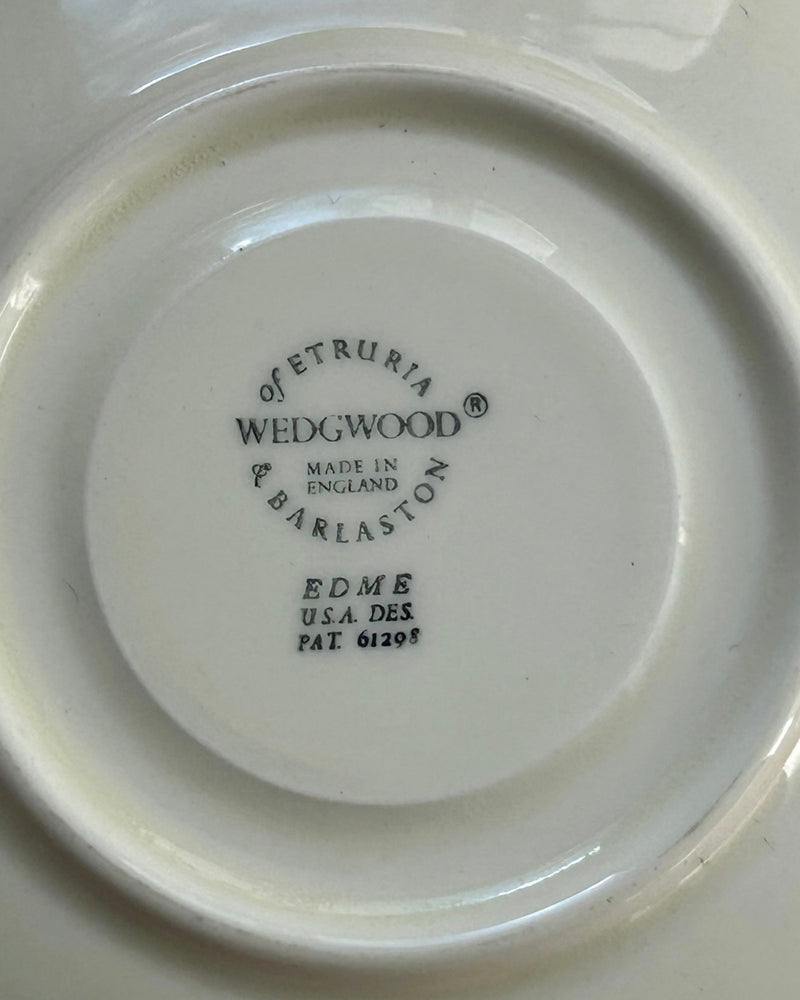 of ETRURIA
WEDGWOOD®
MADE IN
ENGLAND
& BARLASTON
EDME
U.S.A. DES.
PAT. 61298